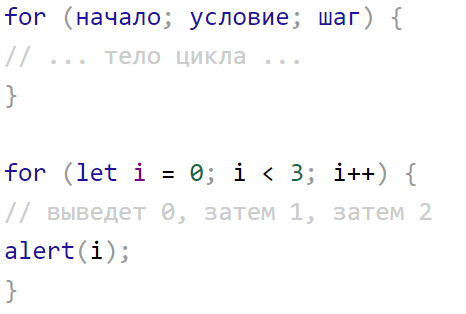 for (начало; условие; шаг) {
// ... тело цикла ...
}
for (let i = 0; i < 3; i++) {
// выведет 0, затем 1, затем 2
alert(i);
}